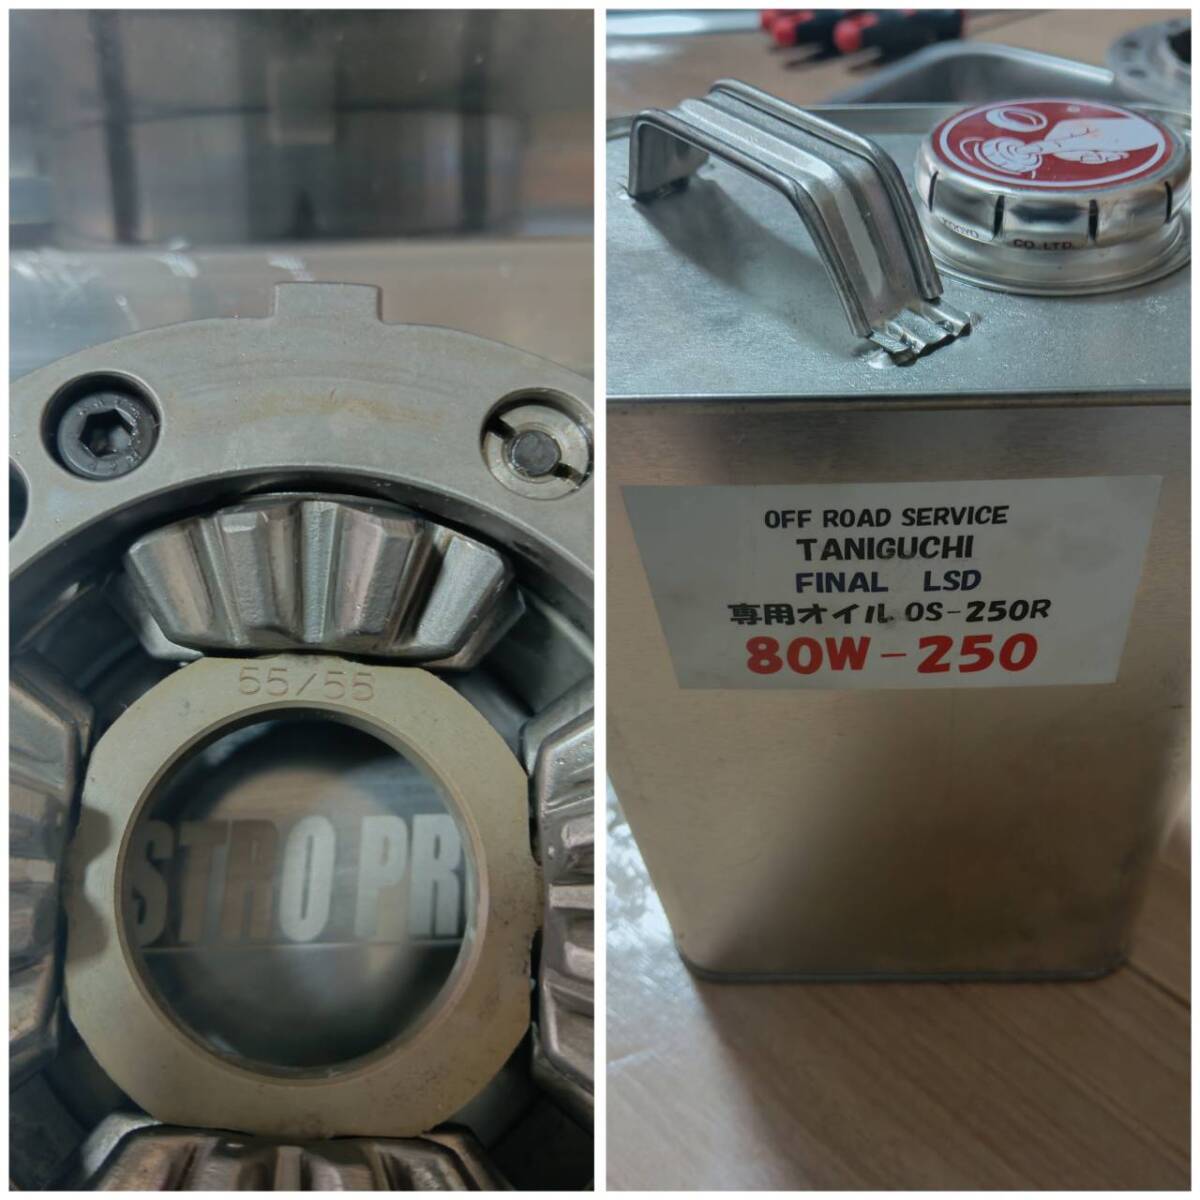 55/55
STRO PR
KOGYO CO. LTD.
OFF ROAD SERVICE
TANIGUCHI
FINAL LSD
専用オイル OS-250R
80W-250